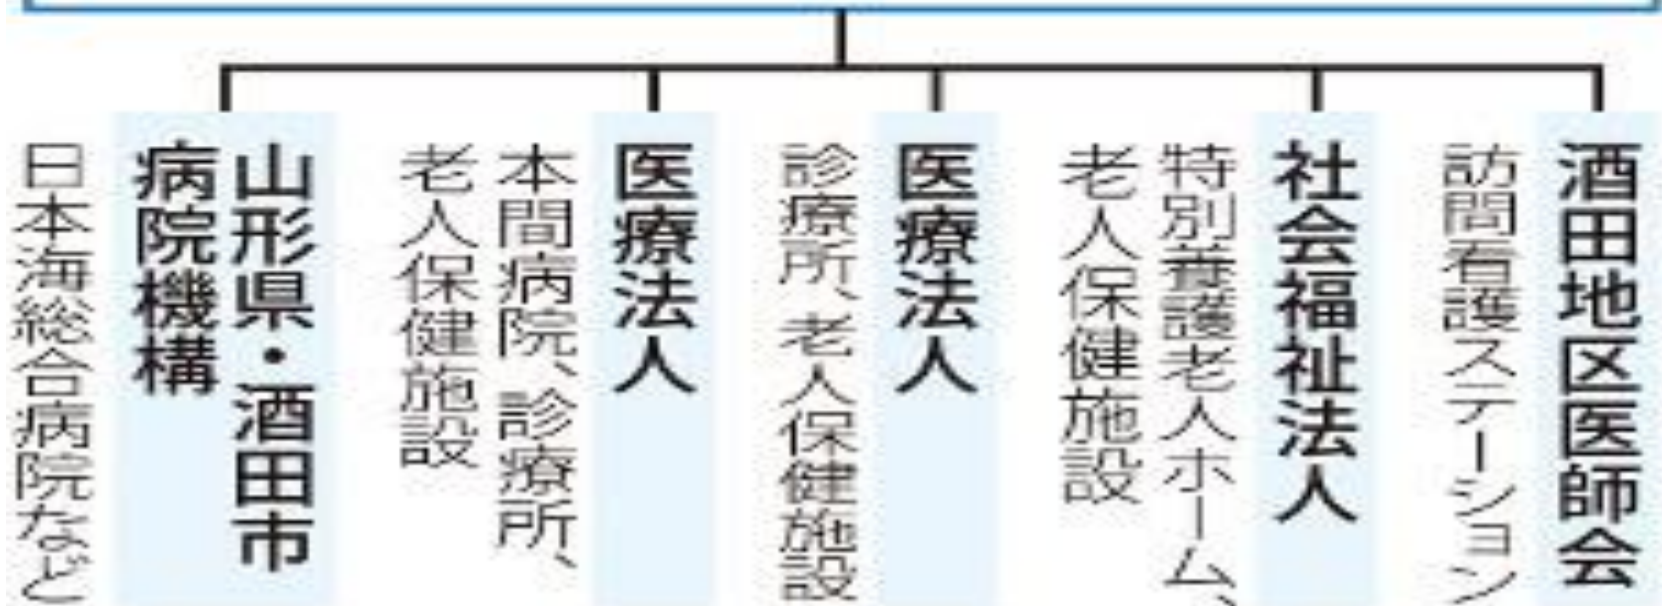 酒田地区医師会
訪問看護ステーション
社会福祉法人
特別養護老人ホーム、
老人保健施設
医療法人
診療所、老人保健施設
医療法人
本間病院、診療所、
老人保健施設
山形県・酒田市
病院機構
日本海総合病院など